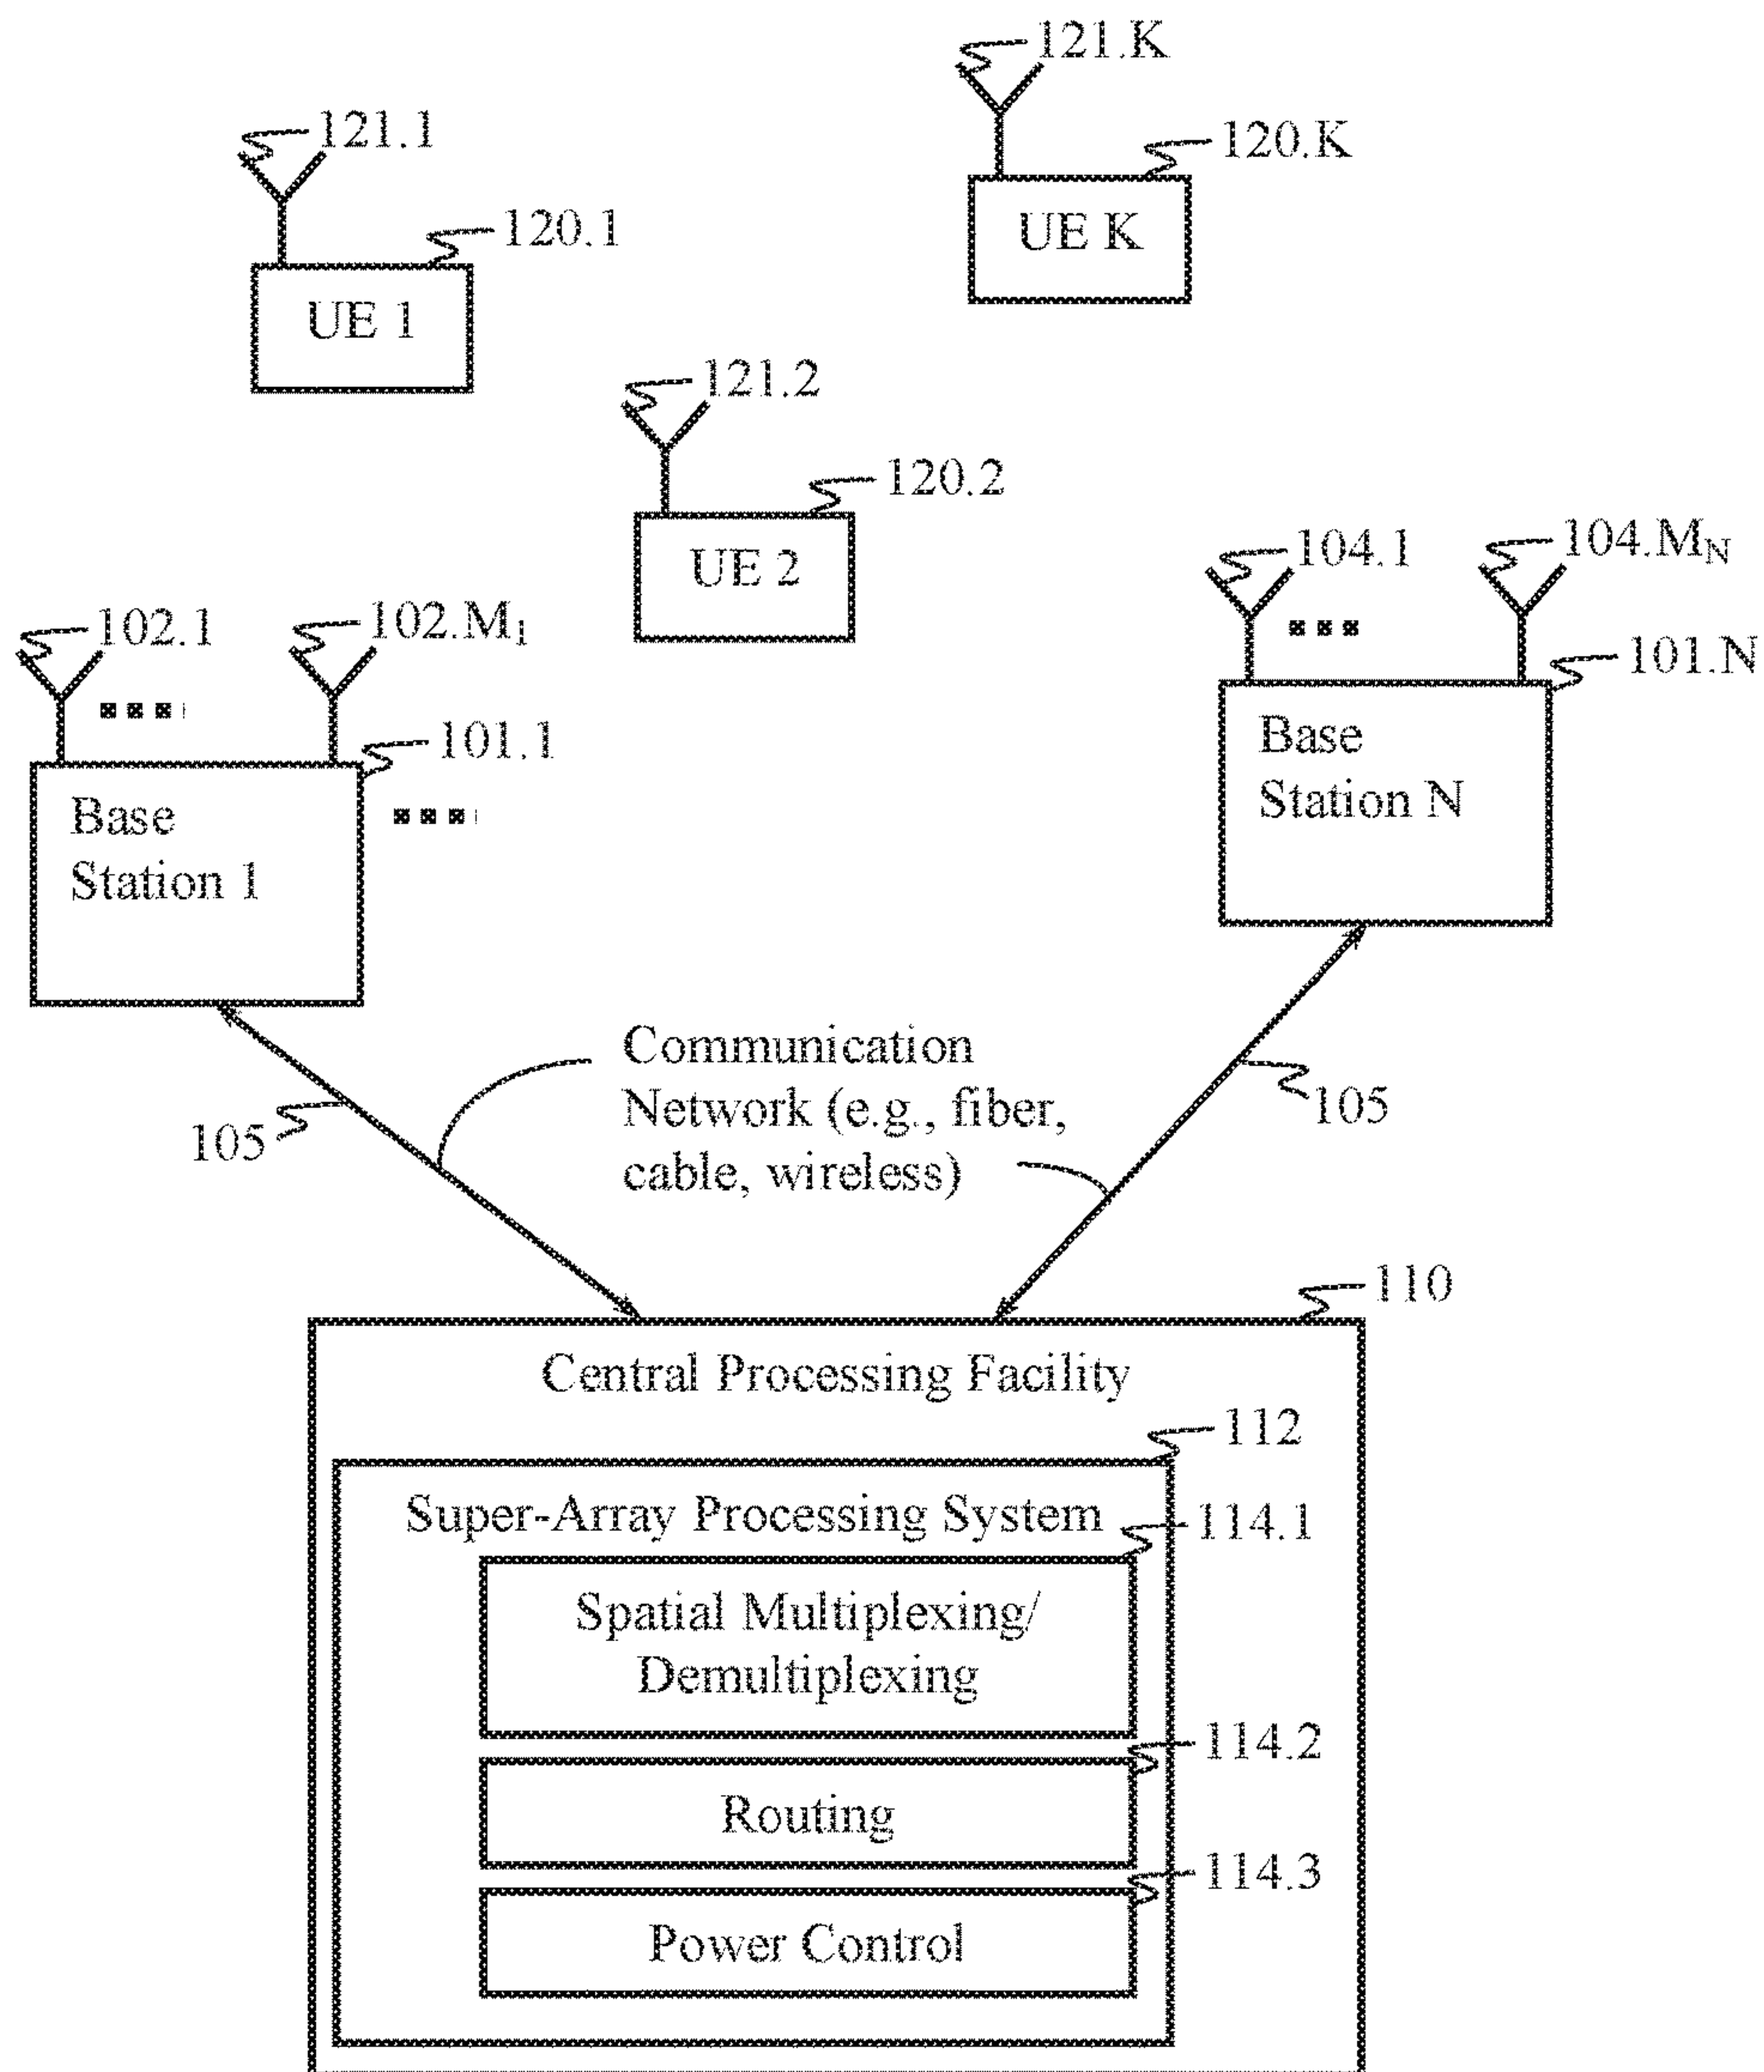 121.K
121.1
120.K
UE K
120.1
UE 1
121.2
120.2
UE 2
104.1
104.M_N
102.1
102.M_1
101.N
Base
Station N
101.1
Base
Station 1
Communication
Network (e.g., fiber,
cable, wireless)
105
105
110
Central Processing Facility
112
Super-Array Processing System
114.1
Spatial Multiplexing/
Demultiplexing
114.2
Routing
114.3
Power Control